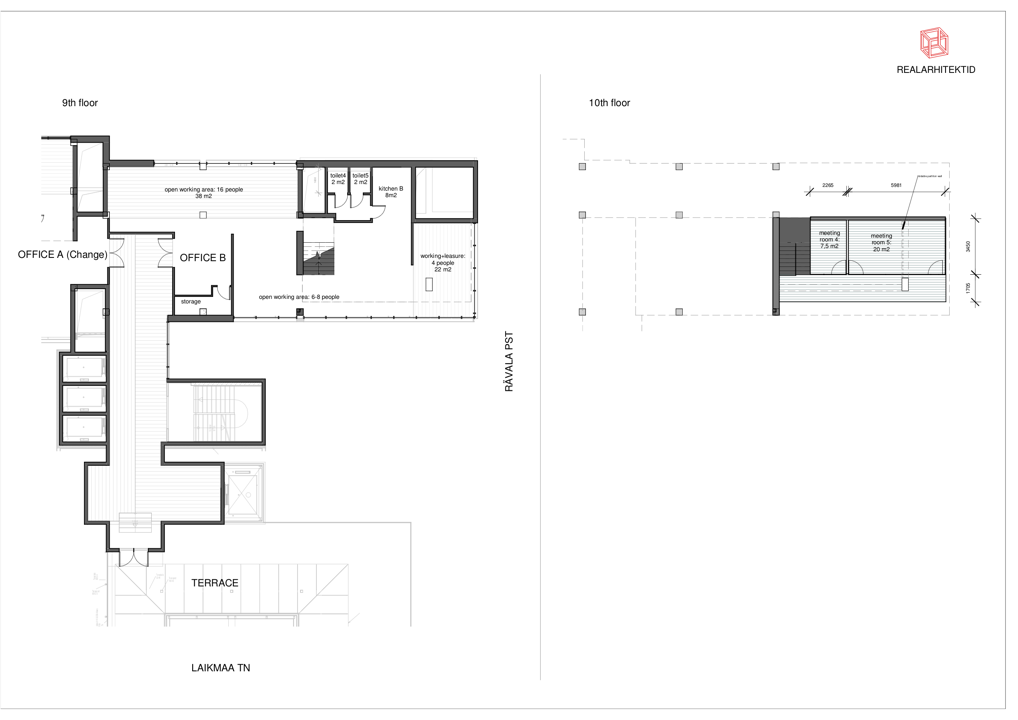 REALARHITEKTID
9th floor
10th floor
open working area: 16 people
38 m2
toilet4
2 m2
toilet5
2 m2
kitchen B
8m2
OFFICE A (Change)
OFFICE B
working+leasure:
4 people
22 m2
storage
open working area: 6-8 people
RÄVALA PST
TERRACE
LAIKMAA TN
2265
5981
meeting
room 4:
7,5 m2
meeting
room 5:
20 m2
3450
1705